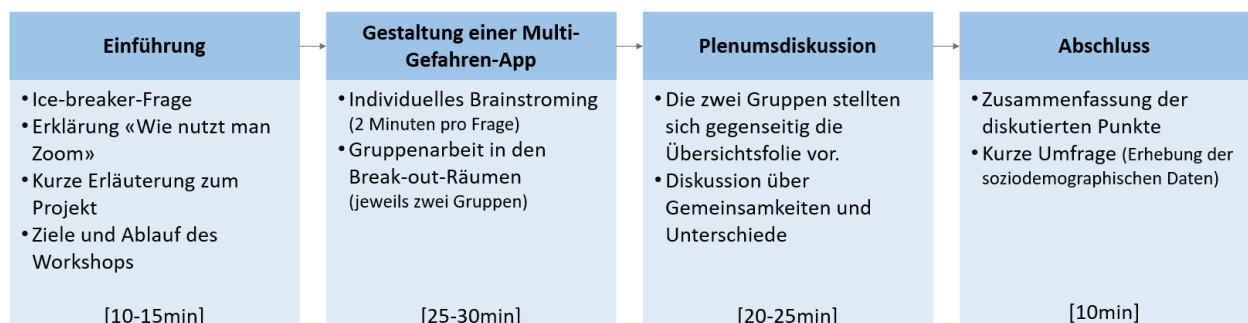 Einführung
• Ice-breaker-Frage
• Erklärung «Wie nutzt man
Zoom»
• Kurze Erläuterung zum
Projekt
• Ziele und Ablauf des
Workshops
[10-15min]
Gestaltung einer Multi-
Gefahren-App
• Individuelles Brainstroming
(2 Minuten pro Frage)
• Gruppenarbeit in den
Break-out-Räumen
(jeweils zwei Gruppen)
[25-30min]
Plenumsdiskussion
• Die zwei Gruppen stellten
sich gegenseitig die
Übersichtsfolie vor.
• Diskussion über
Gemeinsamkeiten und
Unterschiede
[20-25min]
Abschluss
• Zusammenfassung der
diskutierten Punkte
• Kurze Umfrage (Erhebung der
soziodemographischen Daten)
[10min]